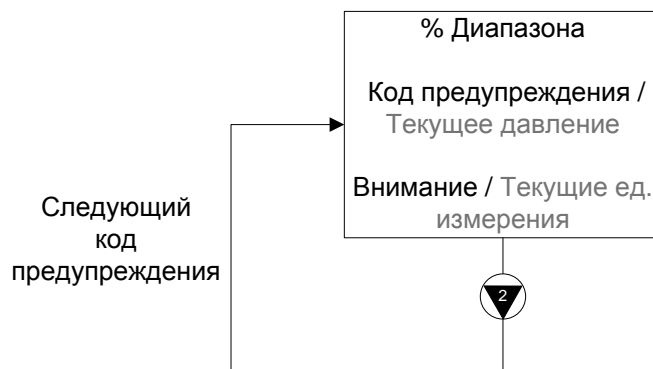 % Диапазона
Код предупреждения /
Текущее давление
Внимание / Текущие ед.
измерения
Следующий
код
предупреждения
2